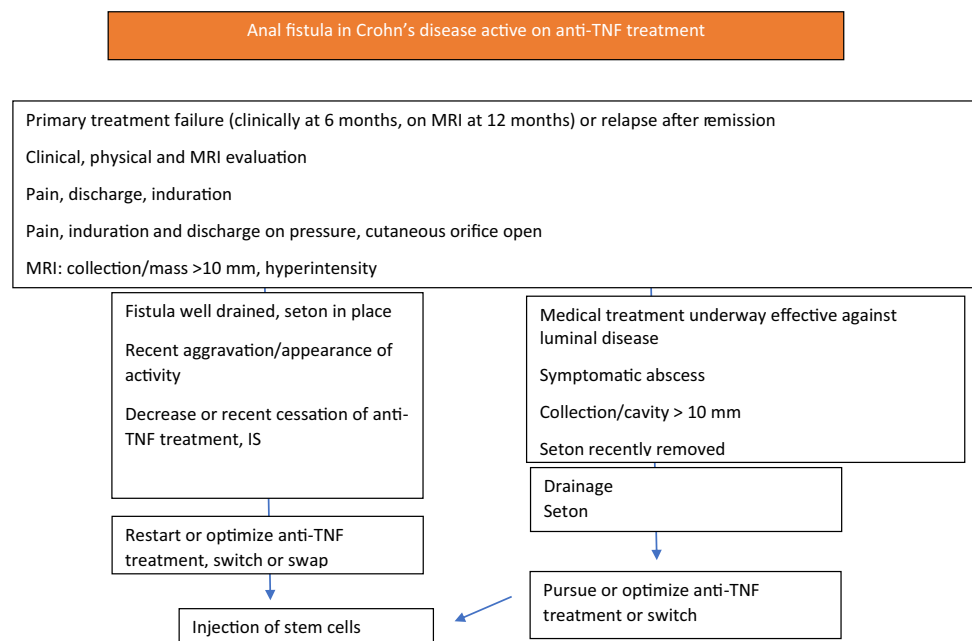 Anal fistula in Crohn’s disease active on anti-TNF treatment
Primary treatment failure (clinically at 6 months, on MRI at 12 months) or relapse after remission
Clinical, physical and MRI evaluation
Pain, discharge, induration
Pain, induration and discharge on pressure, cutaneous orifice open
MRI: collection/mass >10 mm, hyperintensity
Fistula well drained, seton in place
Recent aggravation/appearance of
activity
Decrease or recent cessation of anti-
TNF treatment, IS
Medical treatment underway effective against
luminal disease
Symptomatic abscess
Collection/cavity > 10 mm
Seton recently removed
Drainage
Seton
Restart or optimize anti-TNF
treatment, switch or swap
Pursue or optimize anti-TNF
treatment or switch
Injection of stem cells